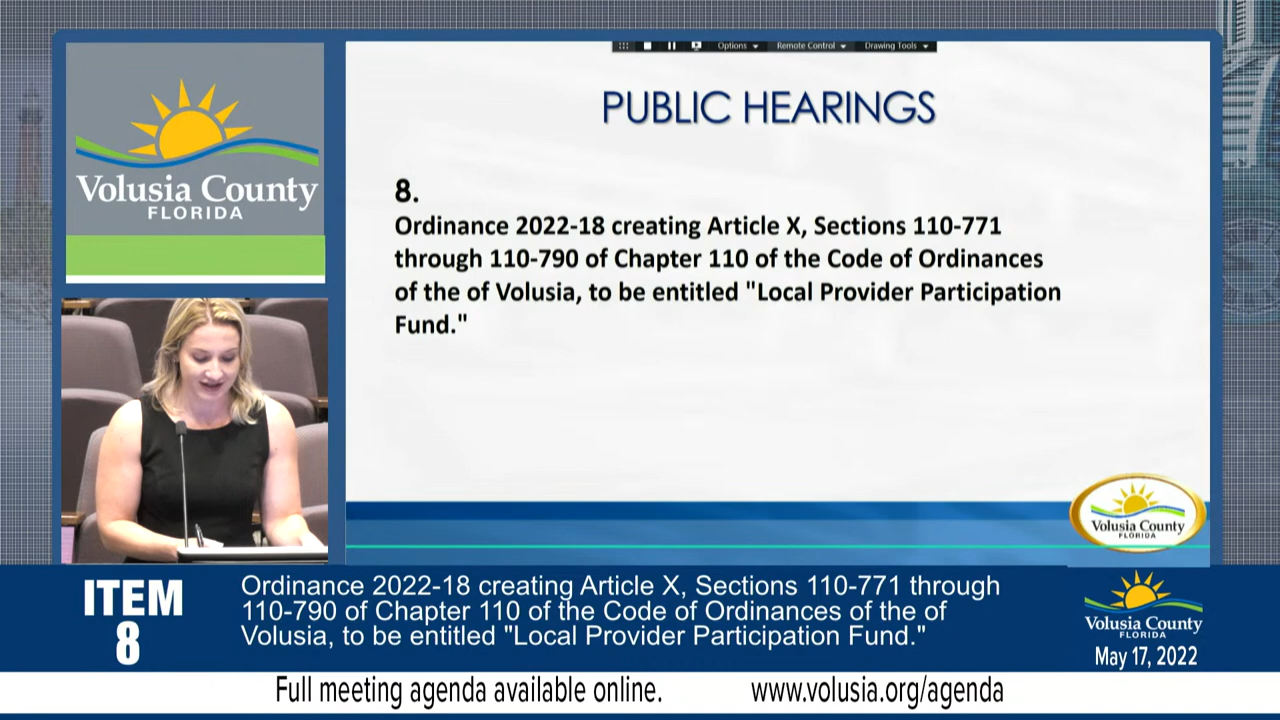 Options
Remote Control
Drawing Tools
PUBLIC HEARINGS
Volusia County
FLORIDA
8.
Ordinance 2022-18 creating Article X, Sections 110-771
through 110-790 of Chapter 110 of the Code of Ordinances
of the of Volusia, to be entitled "Local Provider Participation
Fund."
Volusia County
FLORIDA
ITEM
8
Ordinance 2022-18 creating Article X, Sections 110-771 through
110-790 of Chapter 110 of the Code of Ordinances of the of
Volusia, to be entitled "Local Provider Participation Fund."
Volusia County
FLORIDA
May 17, 2022
Full meeting agenda available online.
www.volusia.org/agenda